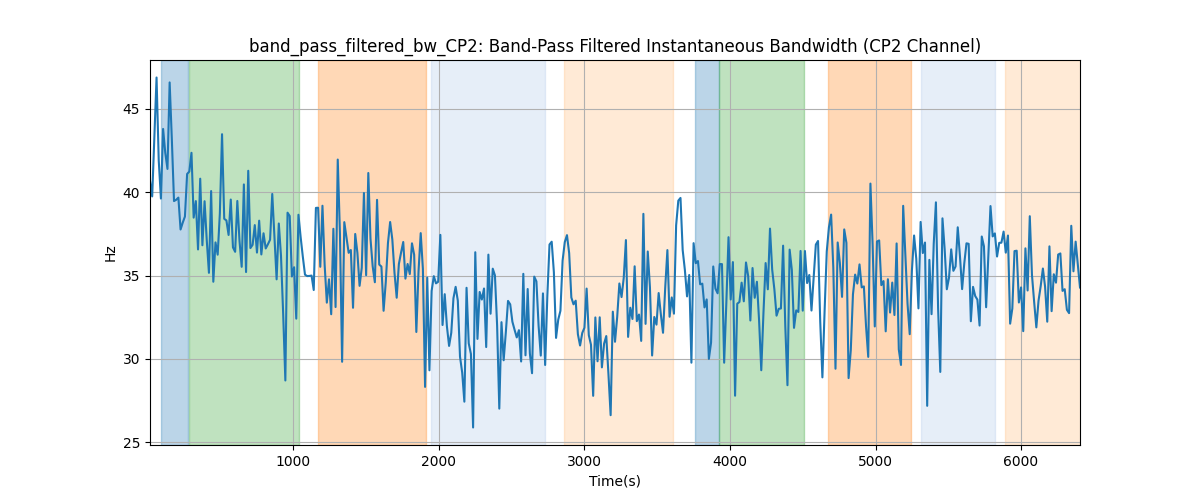 band_pass_filtered_bw_CP2: Band-Pass Filtered Instantaneous Bandwidth (CP2 Channel)
45
40
35
30
25
Hz
1000 2000 3000 4000 5000 6000
Time(s)